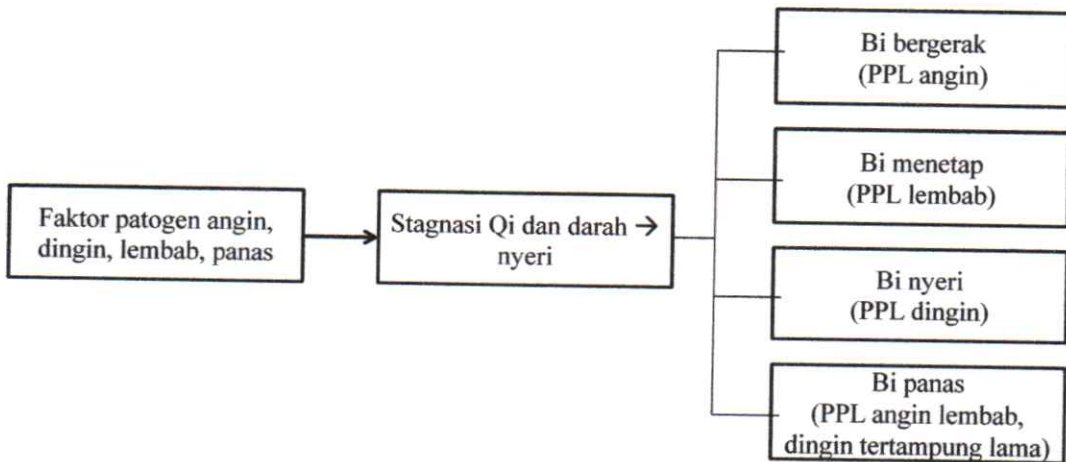 Faktor patogen angin,
dingin, lembab, panas
Stagnasi Qi dan darah →
nyeri
Bi bergerak
(PPL angin)
Bi menetap
(PPL lembab)
Bi nyeri
(PPL dingin)
Bi panas
(PPL angin lembab,
dingin tertampung lama)